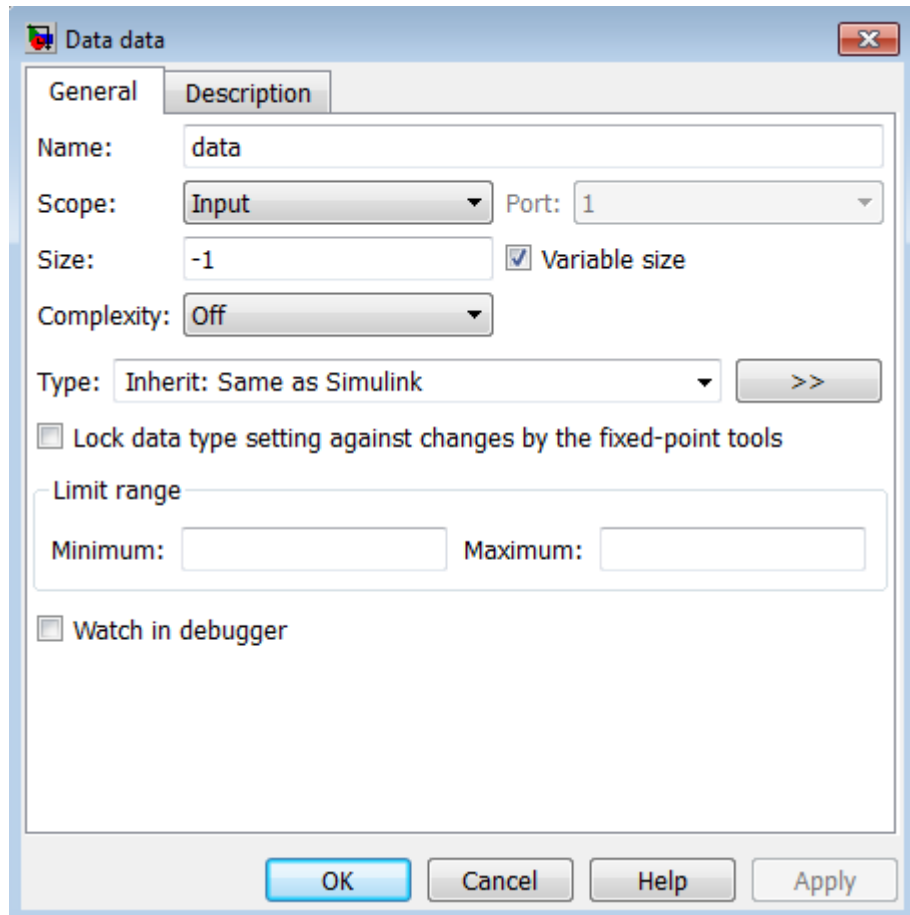 Data data
General Description
Name: data
Scope: Input Port: 1
Size: -1 Variable size
Complexity: Off
Type: Inherit: Same as Simulink >>
Lock data type setting against changes by the fixed-point tools
Limit range
Minimum: Maximum:
Watch in debugger
OK Cancel Help Apply